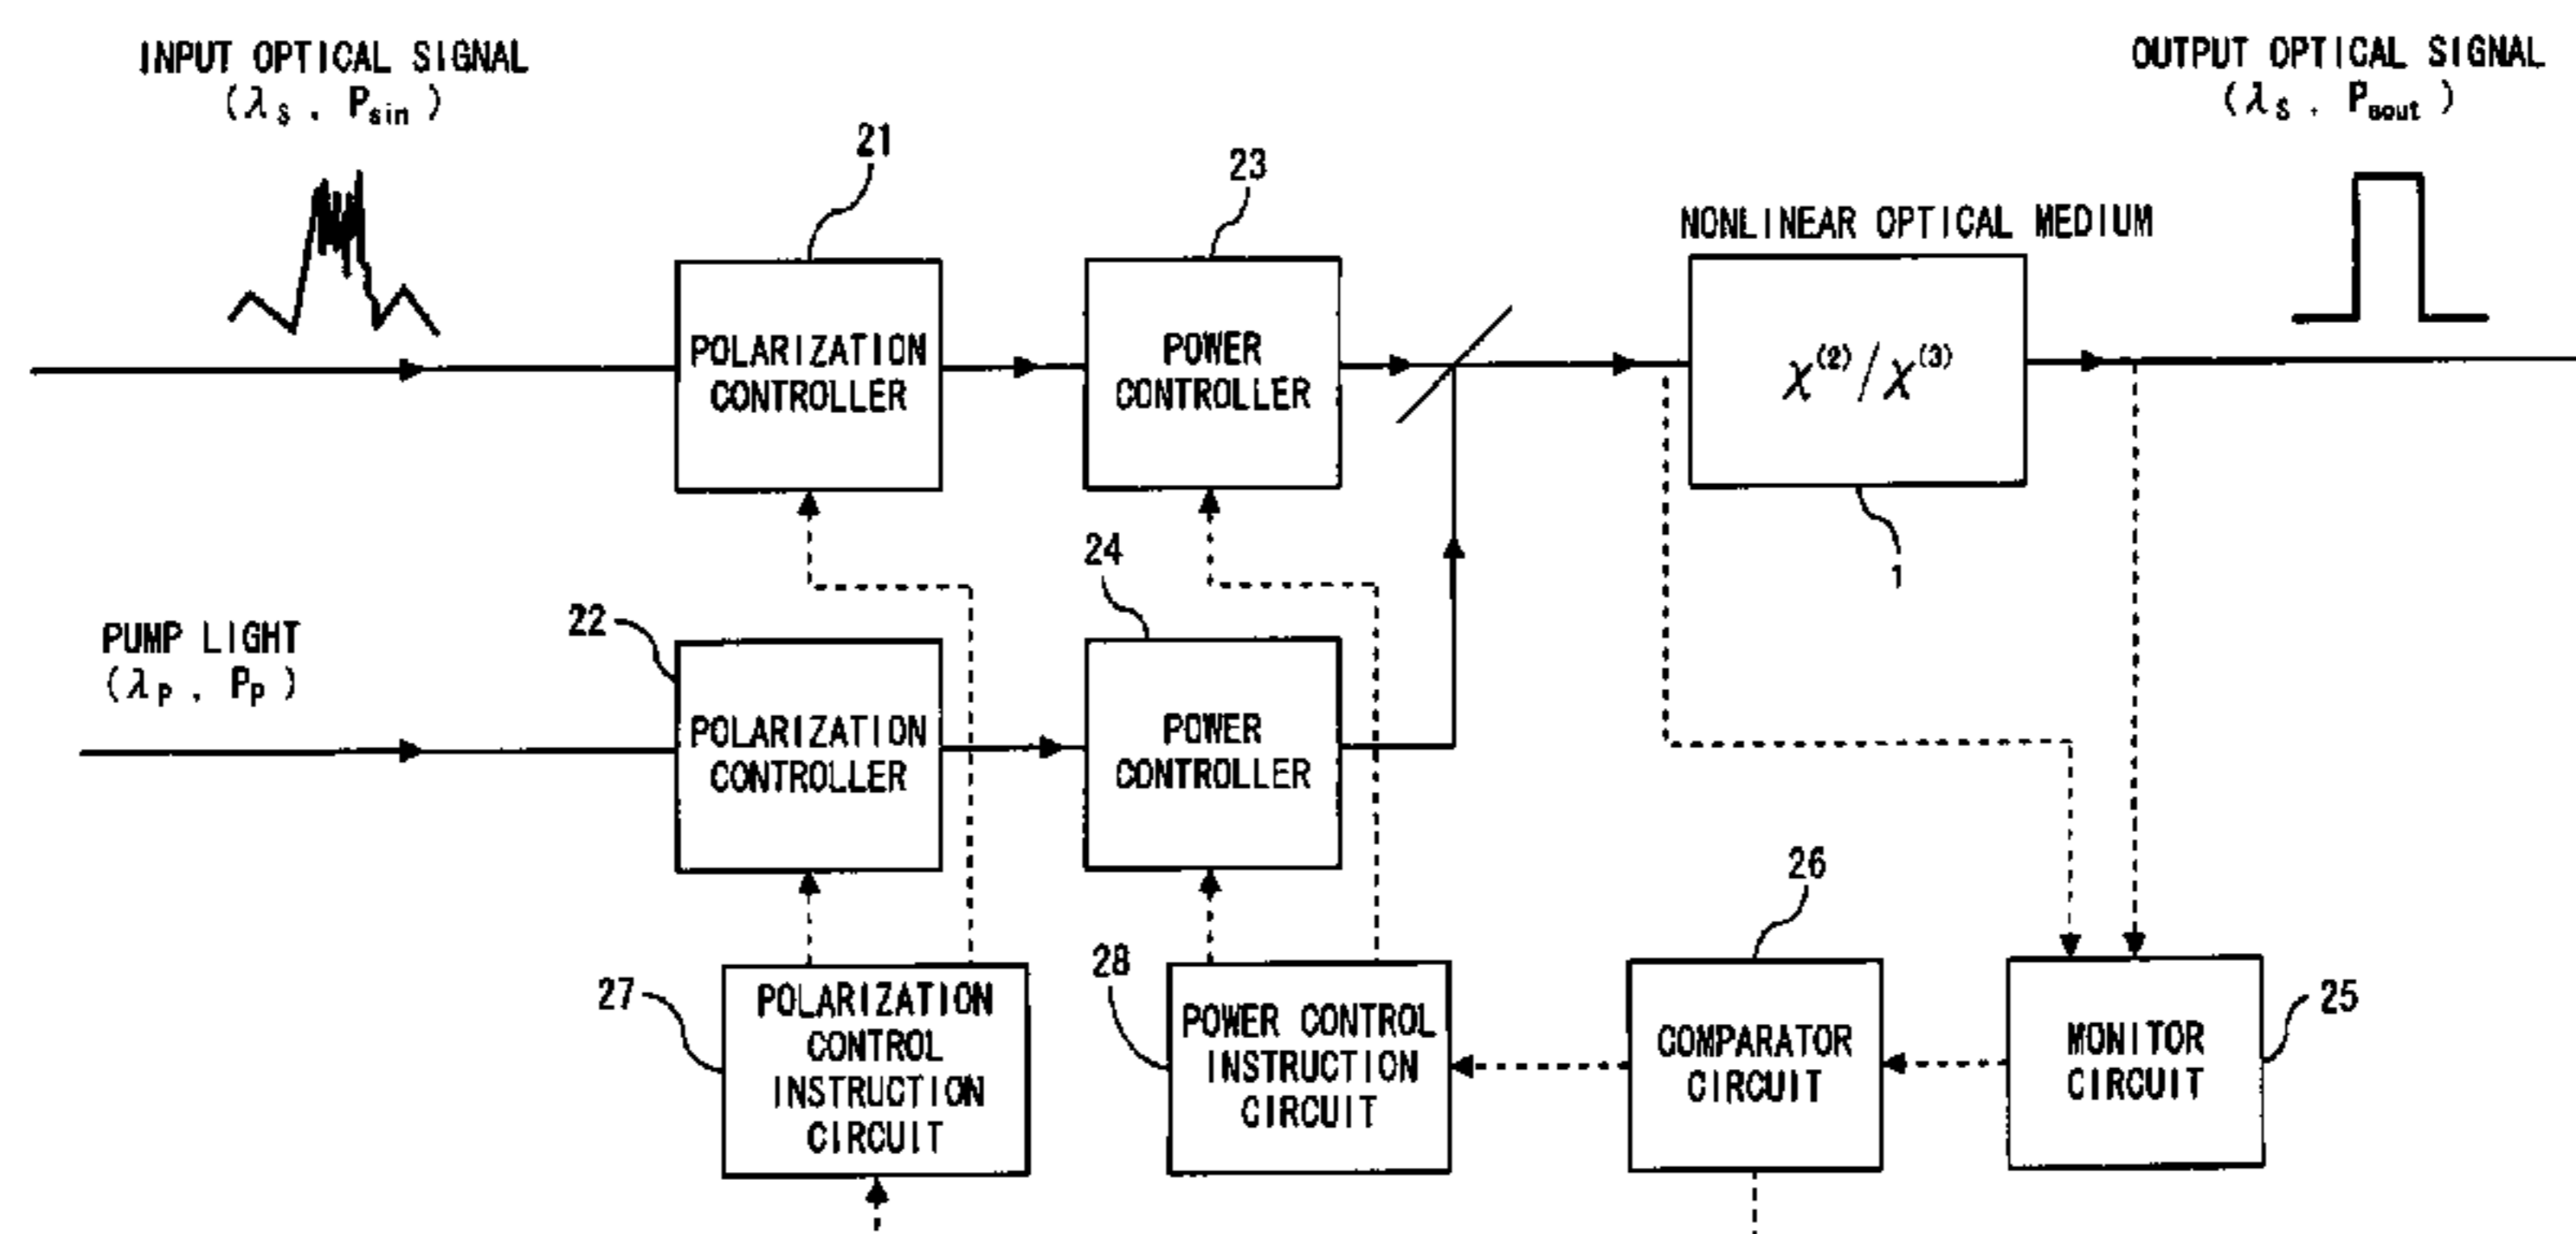 INPUT OPTICAL SIGNAL
(λS, Psin)
OUTPUT OPTICAL SIGNAL
(λS, Psout)
21
23
NONLINEAR OPTICAL MEDIUM
POLARIZATION
CONTROLLER
POWER
CONTROLLER
χ(2)/χ(3)
1
PUMP LIGHT
(λP, PP)
22
24
POLARIZATION
CONTROLLER
POWER
CONTROLLER
27
POLARIZATION
CONTROL
INSTRUCTION
CIRCUIT
28
POWER CONTROL
INSTRUCTION
CIRCUIT
26
COMPARATOR
CIRCUIT
MONITOR
CIRCUIT
25